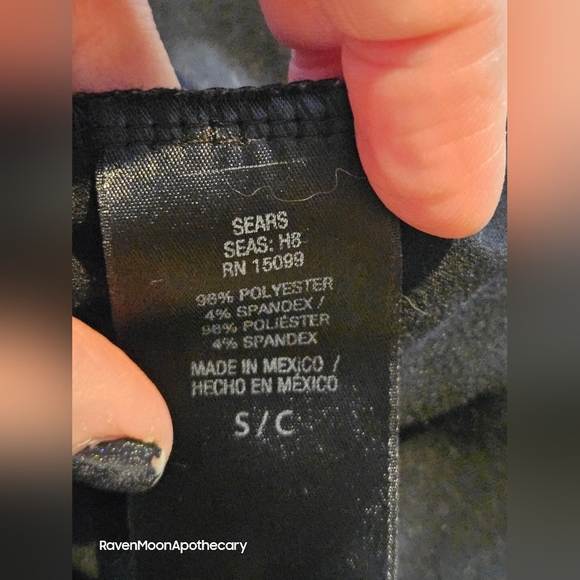 SEARS
SEAS: H8
RN 15099
96% POLYESTER
4% SPANDEX /
96% POLIÉSTER
4% SPANDEX
MADE IN MEXICO /
HECHO EN MÉXICO
S/C
RavenMoonApothecary